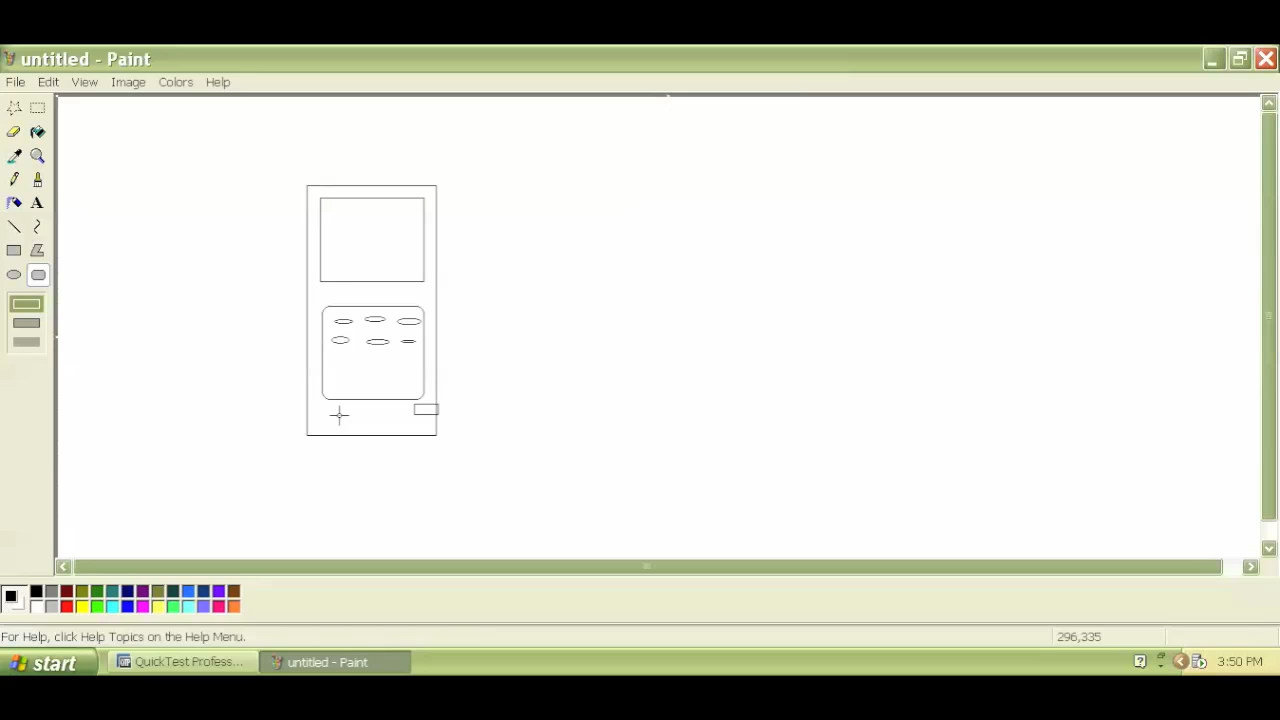 untitled - Paint
File Edit View Image Colors Help
A
For Help, click Help Topics on the Help Menu.
296,335
start
QuickTest Profess...
untitled - Paint
3:50 PM